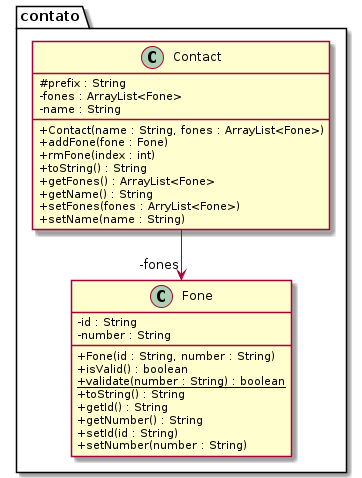 contato
C Contact
#prefix : String
-fones : ArrayList<Fone>
-name : String
+Contact(name : String, fones : ArrayList<Fone>)
+addFone(fone : Fone)
+rmFone(index : int)
+toString() : String
+getFones() : ArrayList<Fone>
+getName() : String
+setFones(fones : ArryList<Fone>)
+setName(name : String)
-fones
C Fone
-id : String
-number : String
+Fone(id : String, number : String)
+isValid() : boolean
+validate(number : String) : boolean
+toString() : String
+getId() : String
+getNumber() : String
+setId(id : String)
+setNumber(number : String)